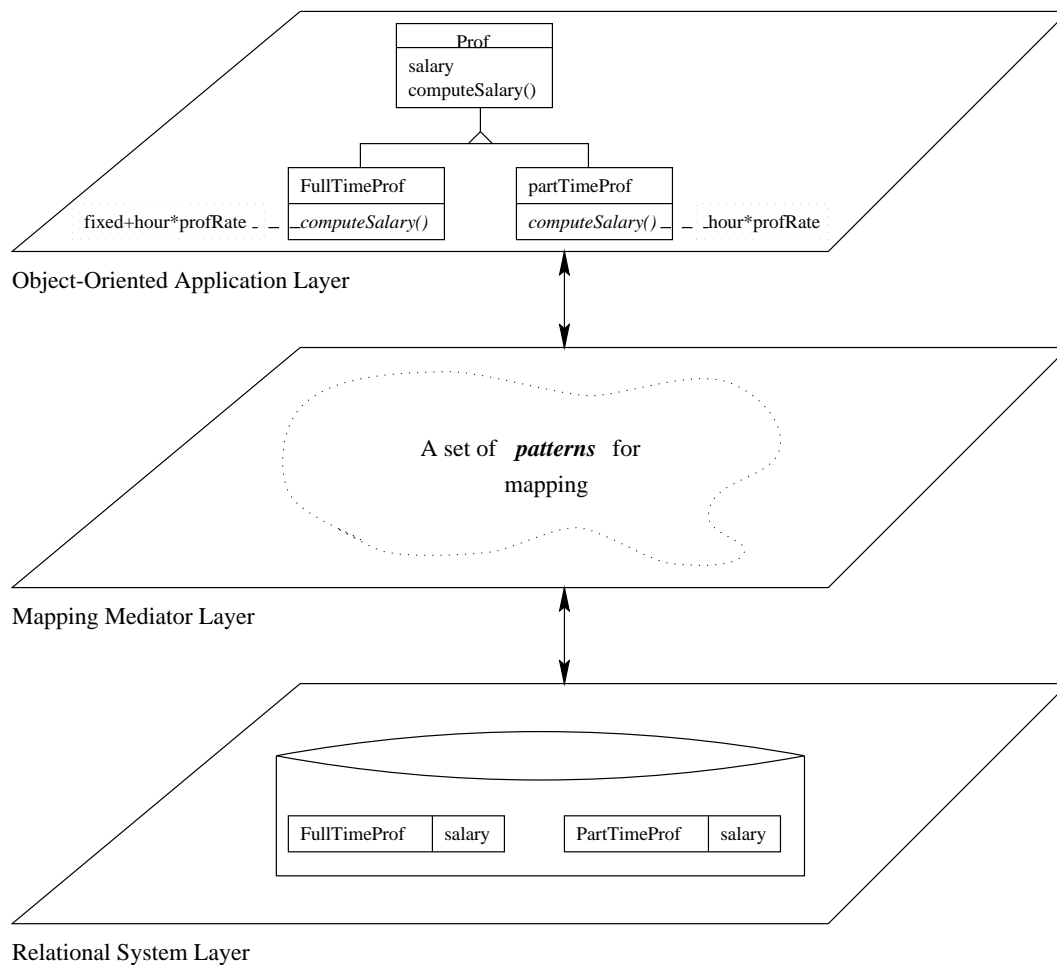 Prof
salary
computeSalary()
FullTimeProf
partTimeProf
fixed+hour*profRate
computeSalary()
computeSalary()
hour*profRate
Object-Oriented Application Layer
A set of patterns for
mapping
Mapping Mediator Layer
FullTimeProf
salary
PartTimeProf
salary
Relational System Layer